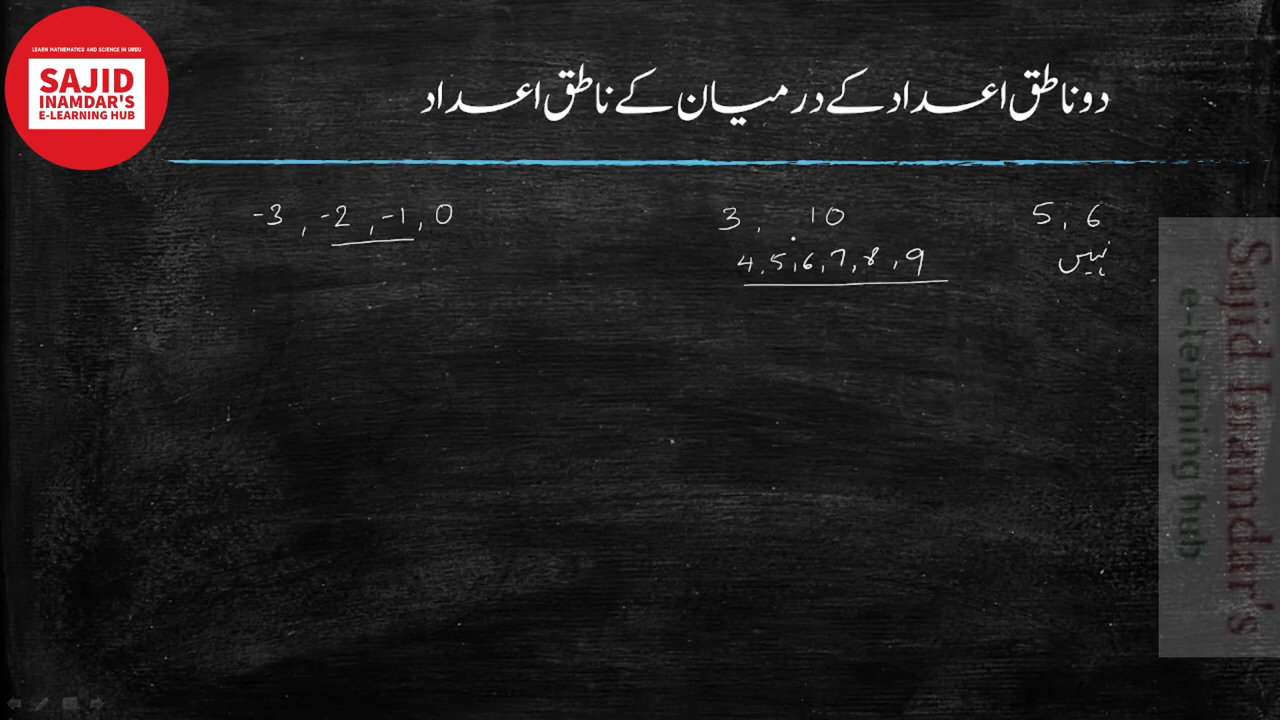 LEARN MATHEMATICS AND SCIENCE IN URDU
SAJID
INAMDAR'S
E-LEARNING HUB
دو ناطق اعداد کے درمیان کے ناطق اعداد
-3, -2, -1, 0
3, 10
5, 6
4, 5, 6, 7, 8, 9
نہیں
Sajid Inamdar's
e-learning hub